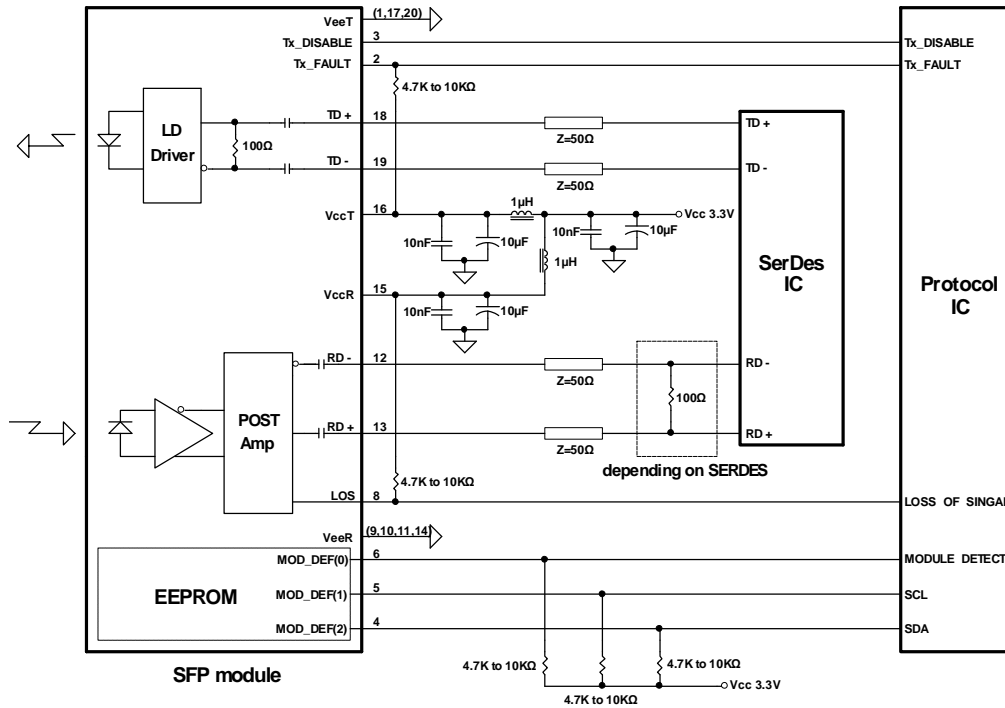 VeeT
(1,17,20)
Tx_DISABLE
3
Tx_DISABLE
Tx_FAULT
2
Tx_FAULT
4.7K to 10KΩ
LD
Driver
100Ω
TD +
18
Z=50Ω
TD +
TD -
19
Z=50Ω
TD -
VccT
16
1μH
Vcc 3.3V
10nF
10μF
10nF
10μF
1μH
VccR
15
10nF
10μF
SerDes
IC
Protocol
IC
RD -
12
Z=50Ω
RD -
100Ω
POST
Amp
RD +
13
Z=50Ω
RD +
depending on SERDES
4.7K to 10KΩ
LOS
8
LOSS OF SINGAL
VeeR
(9,10,11,14)
MOD_DEF(0)
6
MODULE DETECT
EEPROM
MOD_DEF(1)
5
SCL
MOD_DEF(2)
4
SDA
4.7K to 10KΩ
4.7K to 10KΩ
4.7K to 10KΩ
Vcc 3.3V
SFP module